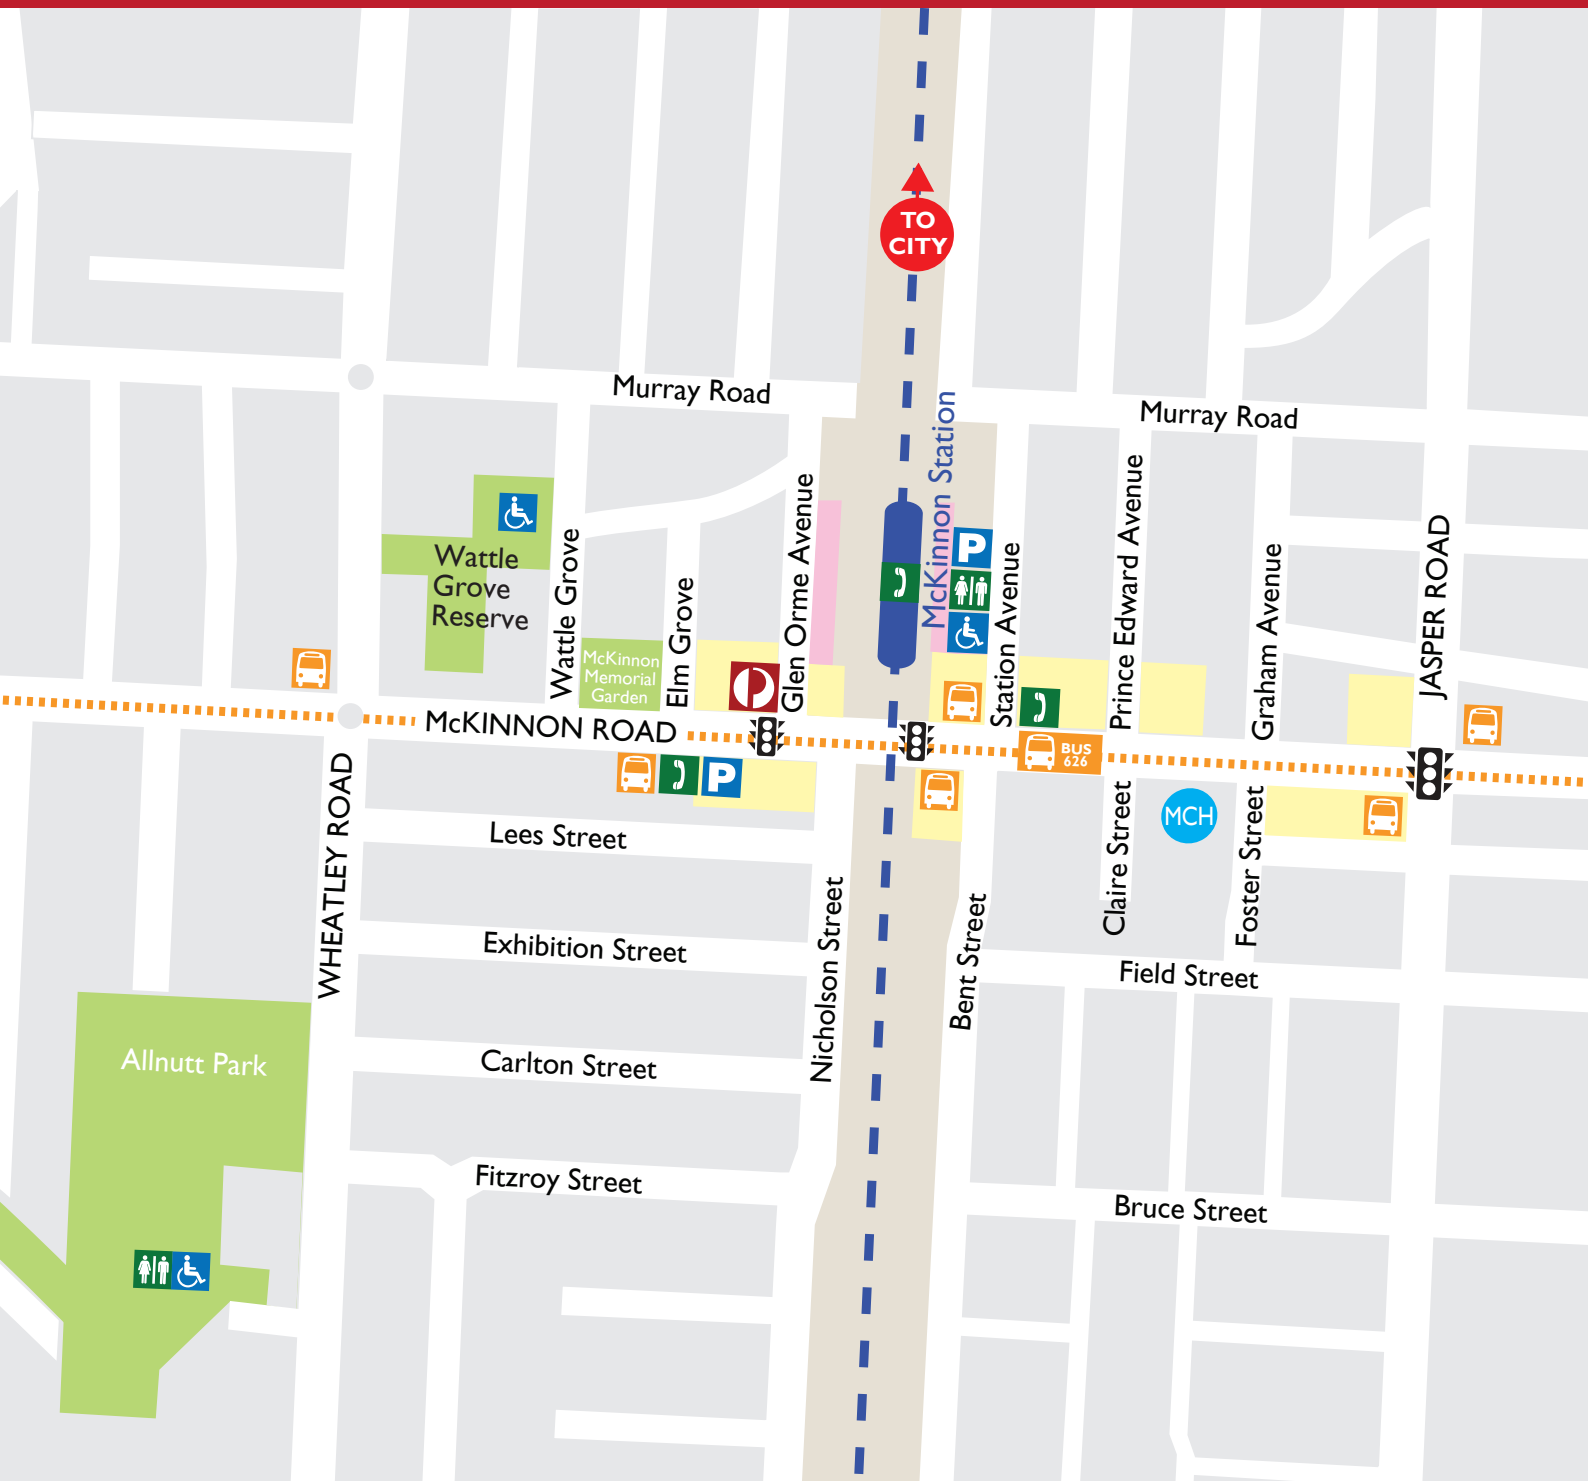 TO
CITY
Murray Road
Murray Road
McKinnon Station
Wattle
Grove
Reserve
Wattle Grove
McKinnon
Memorial
Garden
Elm Grove
Glen Orme Avenue
P
Station Avenue
Prince Edward Avenue
Graham Avenue
JASPER ROAD
McKINNON ROAD
BUS
626
P
WHEATLEY ROAD
Lees Street
MCH
Claire Street
Foster Street
Nicholson Street
Bent Street
Exhibition Street
Field Street
Allnutt Park
Carlton Street
Fitzroy Street
Bruce Street